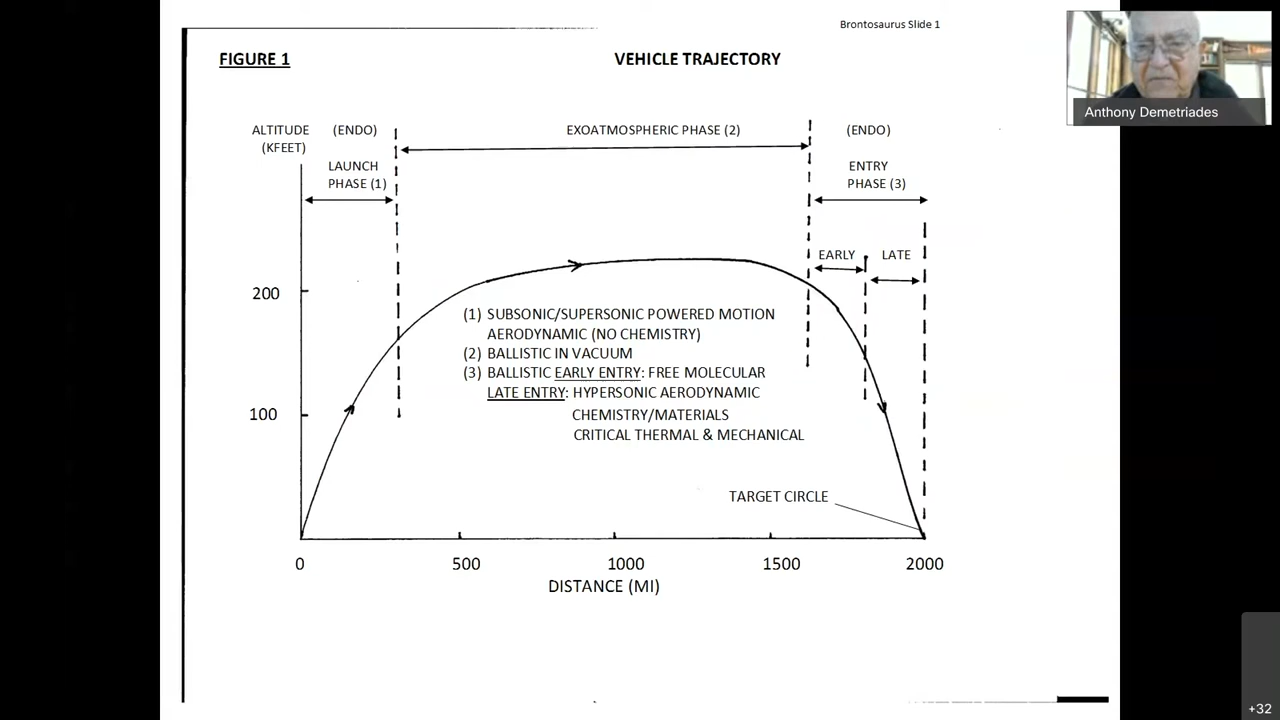 Brontosaurus Slide 1
FIGURE 1
VEHICLE TRAJECTORY
Anthony Demetriades
ALTITUDE
(KFEET)
(ENDO)
EXOATMOSPHERIC PHASE (2)
(ENDO)
LAUNCH
PHASE (1)
ENTRY
PHASE (3)
EARLY
LATE
200
(1) SUBSONIC/SUPERSONIC POWERED MOTION
AERODYNAMIC (NO CHEMISTRY)
(2) BALLISTIC IN VACUUM
(3) BALLISTIC EARLY ENTRY: FREE MOLECULAR
LATE ENTRY: HYPERSONIC AERODYNAMIC
CHEMISTRY/MATERIALS
CRITICAL THERMAL & MECHANICAL
100
TARGET CIRCLE
0
500
1000
1500
2000
DISTANCE (MI)
+32